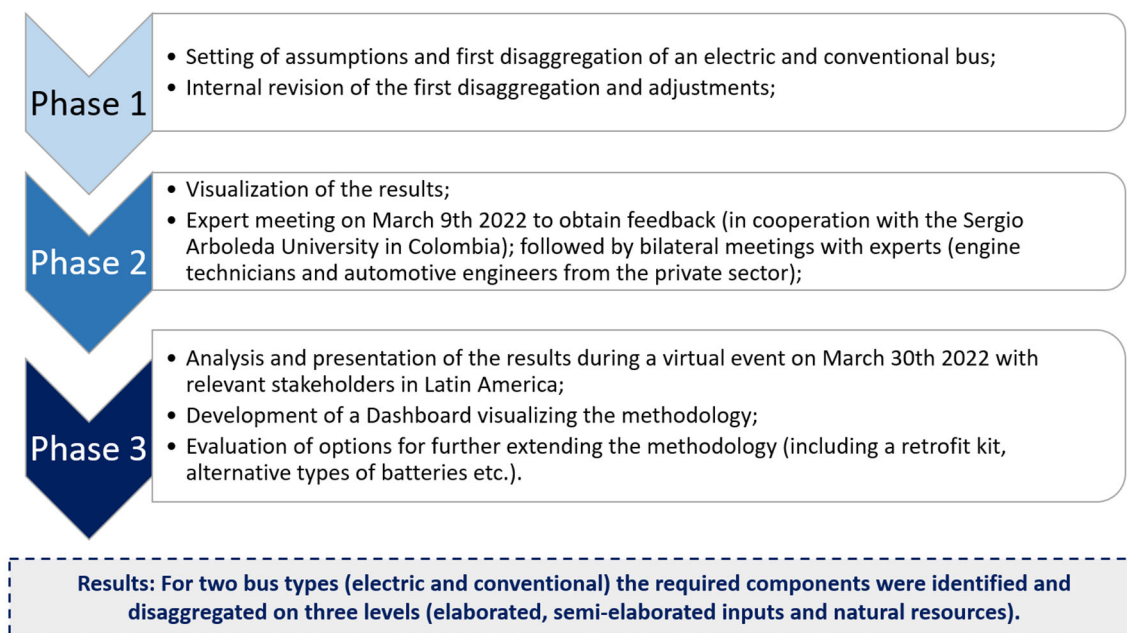 Phase 1
• Setting of assumptions and first disaggregation of an electric and conventional bus;
• Internal revision of the first disaggregation and adjustments;
Phase 2
• Visualization of the results;
• Expert meeting on March 9th 2022 to obtain feedback (in cooperation with the Sergio
Arboleda University in Colombia); followed by bilateral meetings with experts (engine
technicians and automotive engineers from the private sector);
Phase 3
• Analysis and presentation of the results during a virtual event on March 30th 2022 with
relevant stakeholders in Latin America;
• Development of a Dashboard visualizing the methodology;
• Evaluation of options for further extending the methodology (including a retrofit kit,
alternative types of batteries etc.).
Results: For two bus types (electric and conventional) the required components were identified and
disaggregated on three levels (elaborated, semi-elaborated inputs and natural resources).